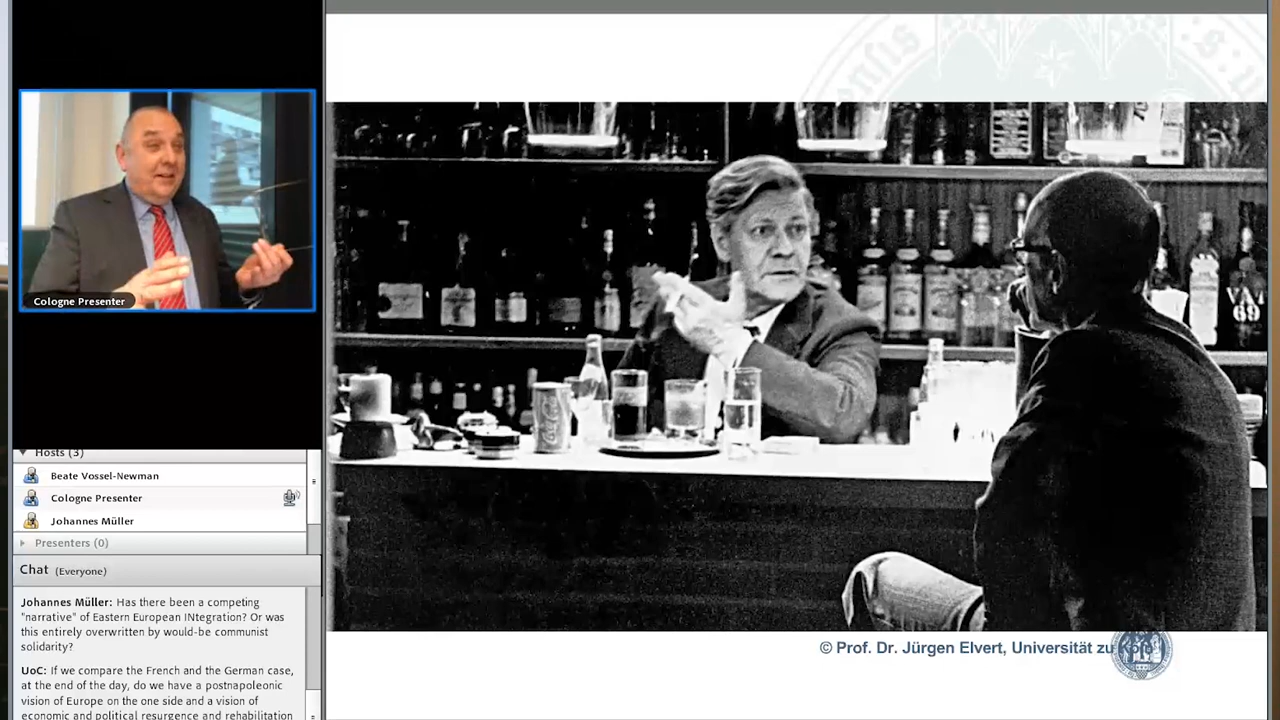 Cologne Presenter
Hosts (3)
Beate Vossel-Newman
Cologne Presenter
Johannes Müller
Presenters (0)
Chat (Everyone)
Johannes Müller: Has there been a competing
"narrative" of Eastern European INtegration? Or was
this entirely overwritten by would-be communist
solidarity?
UoC: If we compare the French and the German case,
at the end of the day, do we have a postnapoleonic
vision of Europe on the one side and a vision of
economic and political resurgence and rehabilitation
Coca-Cola
VAT
69
© Prof. Dr. Jürgen Elvert, Universität zu Köln